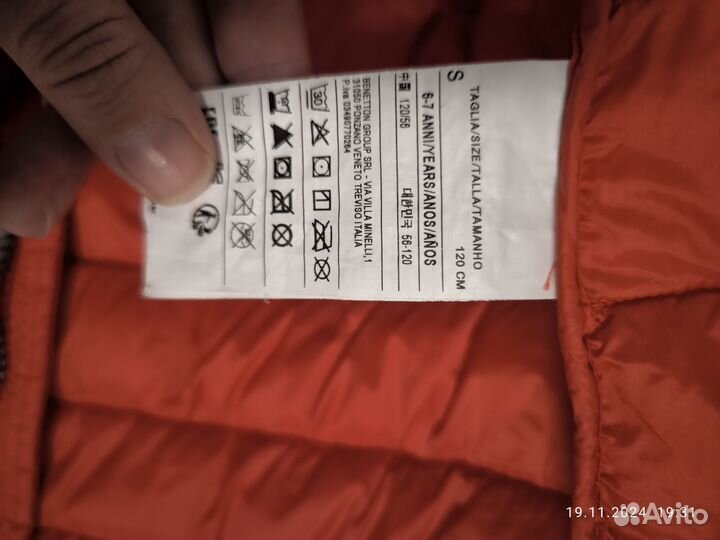 TAGLIA/SIZE/TALLA/TAMANHO
S 120 CM
6-7 ANNI/YEARS/ANOS/AÑOS
中国 120/56 대한민국 56-120
BENETTON GROUP SRL - VIA VILLA MINELLI,1
31050 PONZANO VENETO TREVISO ITALIA
P.Iva 03490770264
30
19.11.2024 19:31
Avito